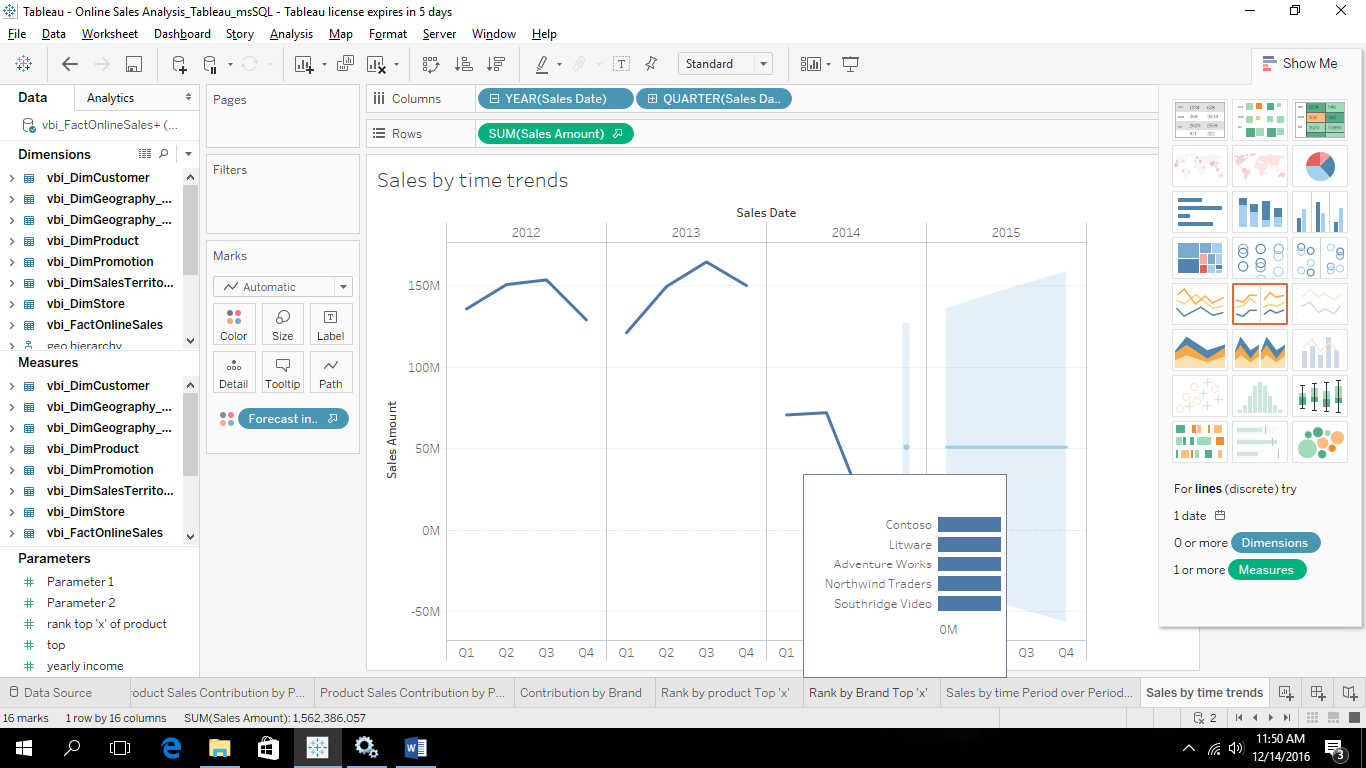 Tableau - Online Sales Analysis_Tableau_msSQL - Tableau license expires in 5 days
File Data Worksheet Dashboard Story Analysis Map Format Server Window Help
Standard
Show Me
Data Analytics
vbi_FactOnlineSales+ (...
Dimensions
vbi_DimCustomer
vbi_DimGeography_...
vbi_DimGeography_...
vbi_DimProduct
vbi_DimPromotion
vbi_DimSalesTerrito...
vbi_DimStore
vbi_FactOnlineSales
geo hierarchy
Measures
vbi_DimCustomer
vbi_DimGeography_...
vbi_DimGeography_...
vbi_DimProduct
vbi_DimPromotion
vbi_DimSalesTerrito...
vbi_DimStore
vbi_FactOnlineSales
Parameters
Parameter 1
Parameter 2
rank top 'x' of product
top
yearly income
Pages
Filters
Marks
Automatic
Color Size Label
Detail Tooltip Path
Forecast in..
Columns YEAR(Sales Date) QUARTER(Sales Da..
Rows SUM(Sales Amount)
Sales by time trends
Sales Date
2012 2013 2014 2015
Sales Amount
150M
100M
50M
0M
-50M
Q1 Q2 Q3 Q4 Q1 Q2 Q3 Q4 Q1 Q3 Q4
Contoso
Litware
Adventure Works
Northwind Traders
Southridge Video
0M
For lines (discrete) try
1 date
0 or more Dimensions
1 or more Measures
Data Source roduct Sales Contribution by P... Product Sales Contribution by P... Contribution by Brand Rank by product Top 'x' Rank by Brand Top 'x' Sales by time Period over Period... Sales by time trends
16 marks 1 row by 16 columns SUM(Sales Amount): 1,562,386,057 2
11:50 AM
12/14/2016
3